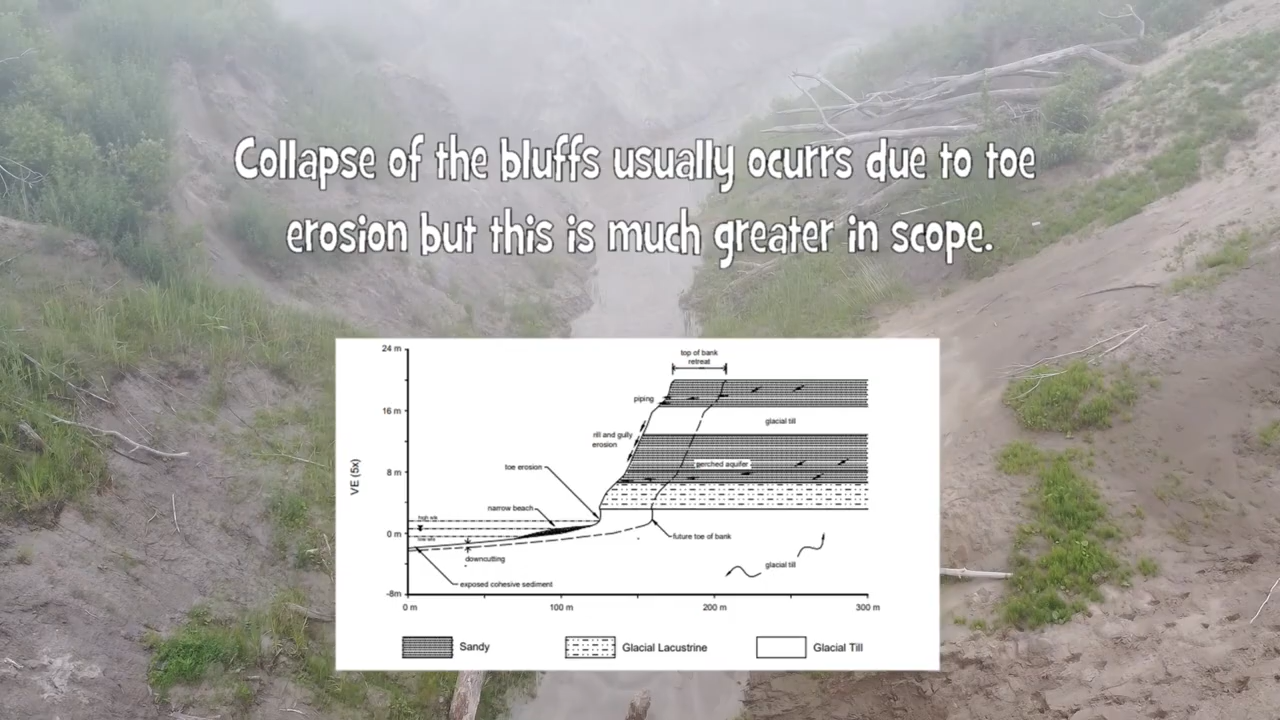 Collapse of the bluffs usually ocurrs due to toe
erosion but this is much greater in scope.
24 m
top of bank
retreat
piping
16 m
glacial till
rill and gully
erosion
VE (5x)
8 m
toe erosion
perched aquifer
narrow beach
high w/e
0 m
low w/e
future toe of bank
downcutting
glacial till
exposed cohesive sediment
-8m
0 m
100 m
200 m
300 m
Sandy
Glacial Lacustrine
Glacial Till